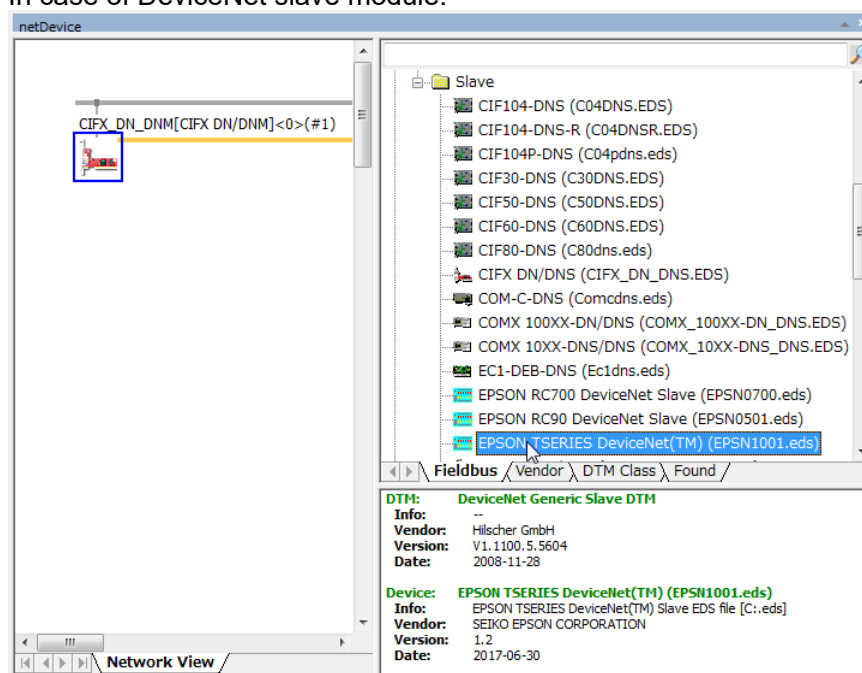 In case of DeviceNet slave module:
netDevice
CIFX_DN_DNM[CIFX DN/DNM]<0>(#1)
Network View
Slave
CIF104-DNS (C04DNS.EDS)
CIF104-DNS-R (C04DNSR.EDS)
CIF104P-DNS (C04pdns.eds)
CIF30-DNS (C30DNS.EDS)
CIF50-DNS (C50DNS.EDS)
CIF60-DNS (C60DNS.EDS)
CIF80-DNS (C80dns.eds)
CIFX DN/DNS (CIFX_DN_DNS.EDS)
COM-C-DNS (Comcdns.eds)
COMX 100XX-DN/DNS (COMX_100XX-DN_DNS.EDS)
COMX 10XX-DNS/DNS (COMX_10XX-DNS_DNS.EDS)
EC1-DEB-DNS (Ec1dns.eds)
EPSON RC700 DeviceNet Slave (EPSN0700.eds)
EPSON RC90 DeviceNet Slave (EPSN0501.eds)
EPSON TSERIES DeviceNet(TM) (EPSN1001.eds)
Fieldbus Vendor DTM Class Found
DTM: DeviceNet Generic Slave DTM
Info: --
Vendor: Hilscher GmbH
Version: V1.1100.5.5604
Date: 2008-11-28
Device: EPSON TSERIES DeviceNet(TM) (EPSN1001.eds)
Info: EPSON TSERIES DeviceNet(TM) Slave EDS file [C:.eds]
Vendor: SEIKO EPSON CORPORATION
Version: 1.2
Date: 2017-06-30